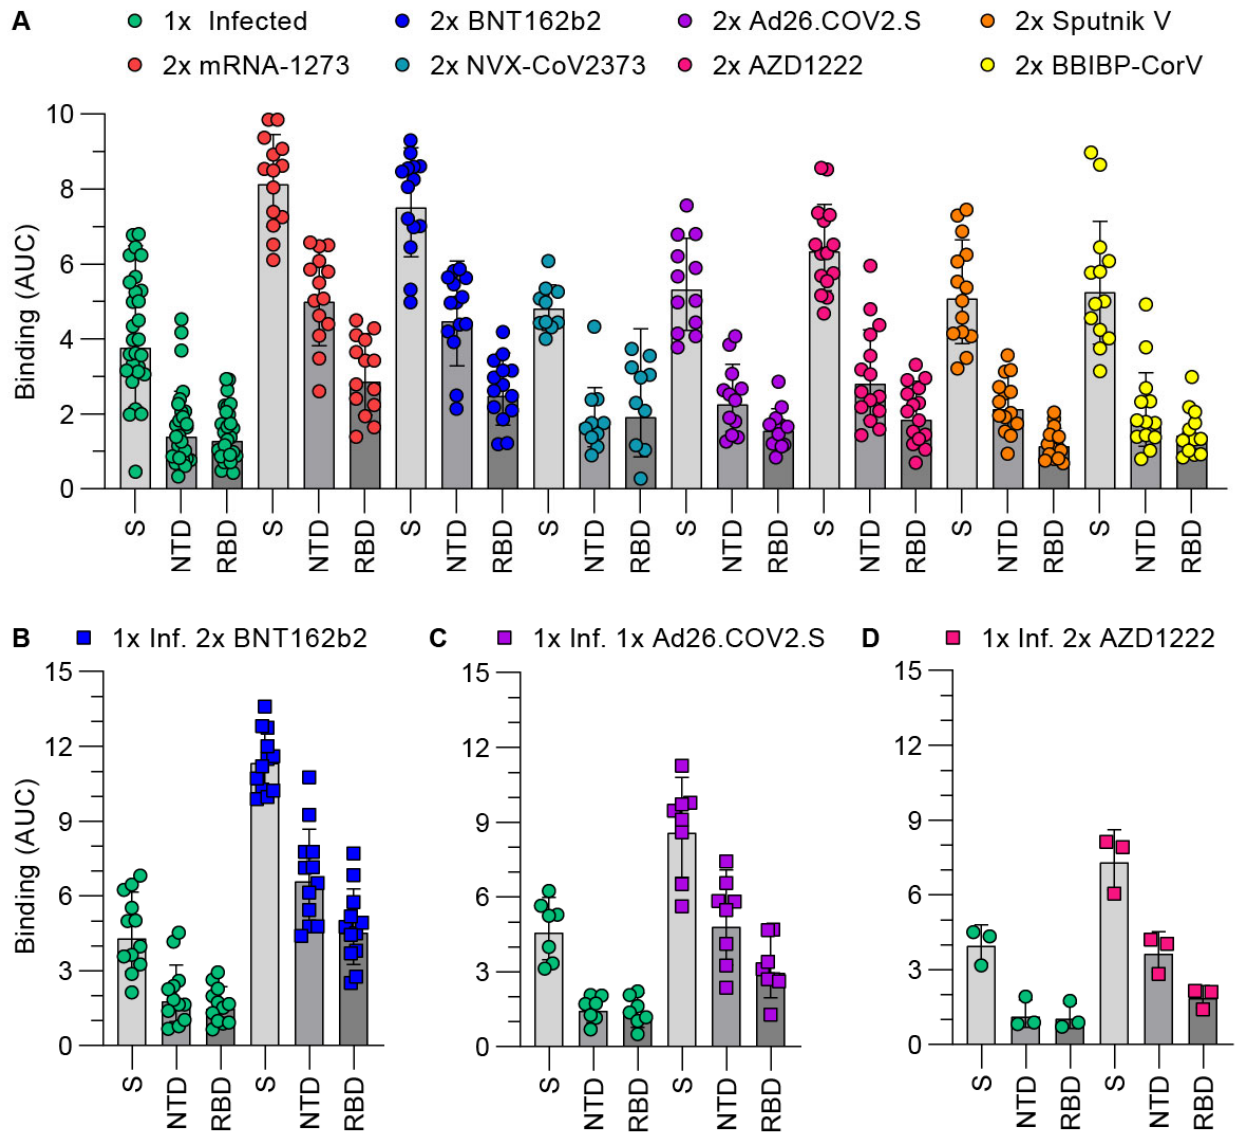 A
1x Infected
2x BNT162b2
2x Ad26.COV2.S
2x Sputnik V
2x mRNA-1273
2x NVX-CoV2373
2x AZD1222
2x BBIBP-CorV
Binding (AUC)
10
8
6
4
2
0
S
NTD
RBD
S
NTD
RBD
S
NTD
RBD
S
NTD
RBD
S
NTD
RBD
S
NTD
RBD
S
NTD
RBD
S
NTD
RBD
B
1x Inf. 2x BNT162b2
Binding (AUC)
15
12
9
6
3
0
S
NTD
RBD
S
NTD
RBD
C
1x Inf. 1x Ad26.COV2.S
15
12
9
6
3
0
S
NTD
RBD
S
NTD
RBD
D
1x Inf. 2x AZD1222
15
12
9
6
3
0
S
NTD
RBD
S
NTD
RBD